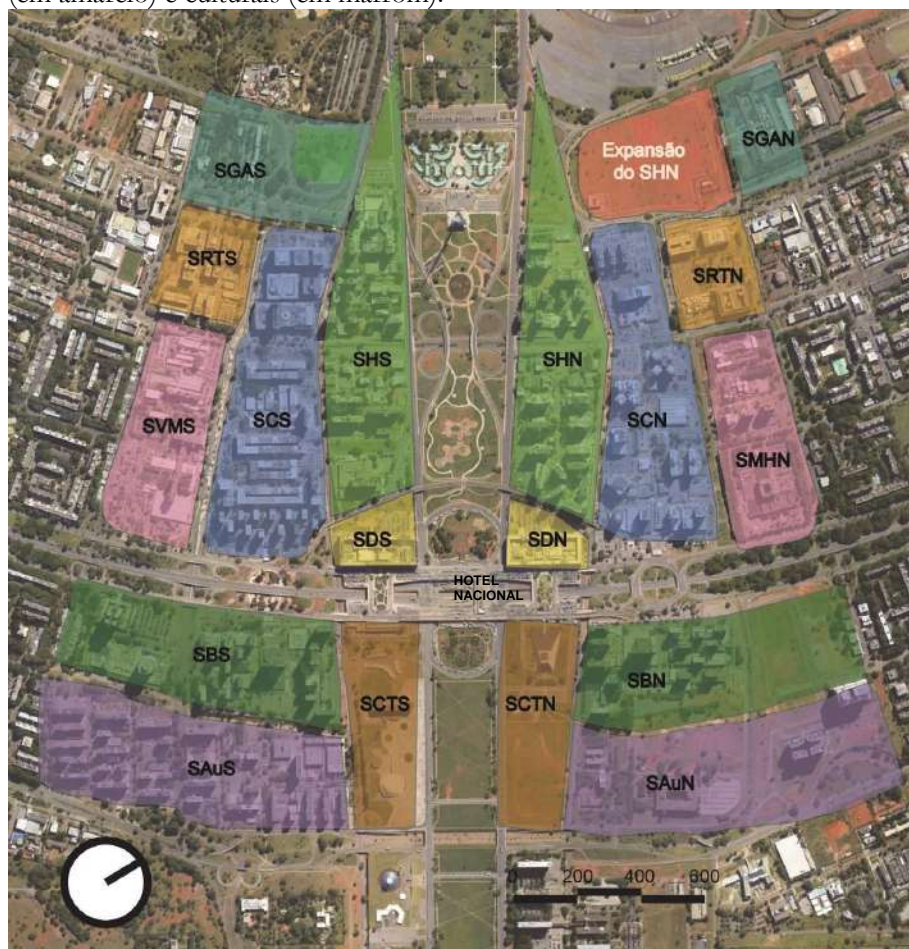 (em amarelo) e culturais (em marrom).
SGAS
Expansão
do SHN
SGAN
SRTS
SRTN
SHS
SHN
SVMS
SCS
SCN
SMHN
SDS
SDN
HOTEL
NACIONAL
SBS
SBN
SCTS
SCTN
SAuS
SAuN
0 200 400 600